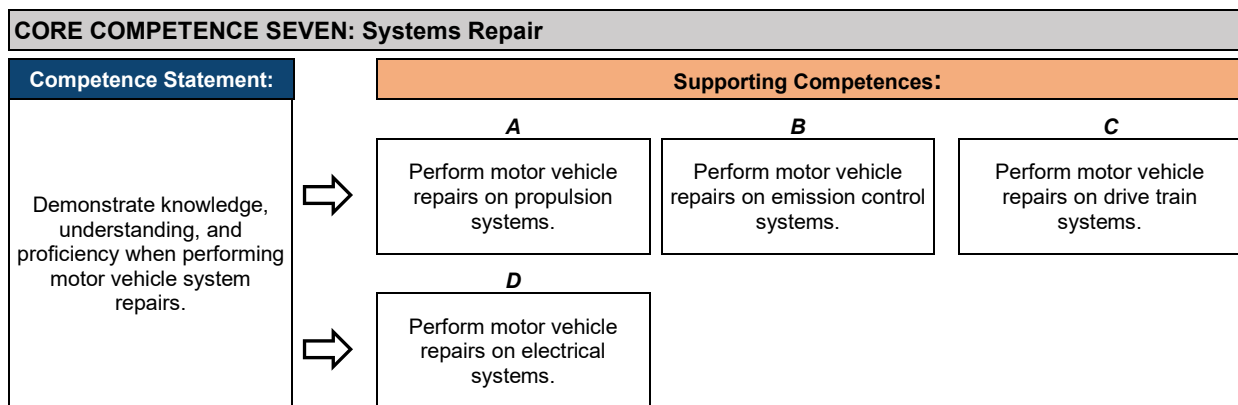 CORE COMPETENCE SEVEN: Systems Repair
Competence Statement:
Supporting Competences:
Demonstrate knowledge,
understanding, and
proficiency when performing
motor vehicle system
repairs.
A
Perform motor vehicle
repairs on propulsion
systems.
B
Perform motor vehicle
repairs on emission control
systems.
C
Perform motor vehicle
repairs on drive train
systems.
D
Perform motor vehicle
repairs on electrical
systems.